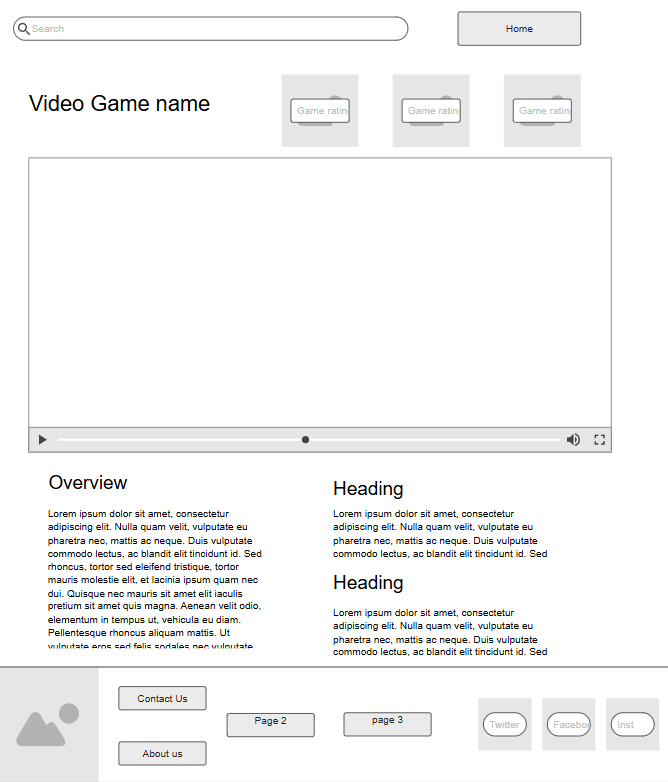 Search
Home
Video Game name
Game ratin
Game ratin
Game ratin
Overview
Lorem ipsum dolor sit amet, consectetur
adipiscing elit. Nulla quam velit, vulputate eu
pharetra nec, mattis ac neque. Duis vulputate
commodo lectus, ac blandit elit tincidunt id. Sed
rhoncus, tortor sed eleifend tristique, tortor
mauris molestie elit, et lacinia ipsum quam nec
dui. Quisque nec mauris sit amet elit iaculis
pretium sit amet quis magna. Aenean velit odio,
elementum in tempus ut, vehicula eu diam.
Pellentesque rhoncus aliquam mattis. Ut
vulputate eros sed felis sodales nec vulputate
Heading
Lorem ipsum dolor sit amet, consectetur
adipiscing elit. Nulla quam velit, vulputate eu
pharetra nec, mattis ac neque. Duis vulputate
commodo lectus, ac blandit elit tincidunt id. Sed
Heading
Lorem ipsum dolor sit amet, consectetur
adipiscing elit. Nulla quam velit, vulputate eu
pharetra nec, mattis ac neque. Duis vulputate
commodo lectus, ac blandit elit tincidunt id. Sed
Contact Us
About us
Page 2
page 3
Twitter
Faceboo
Inst